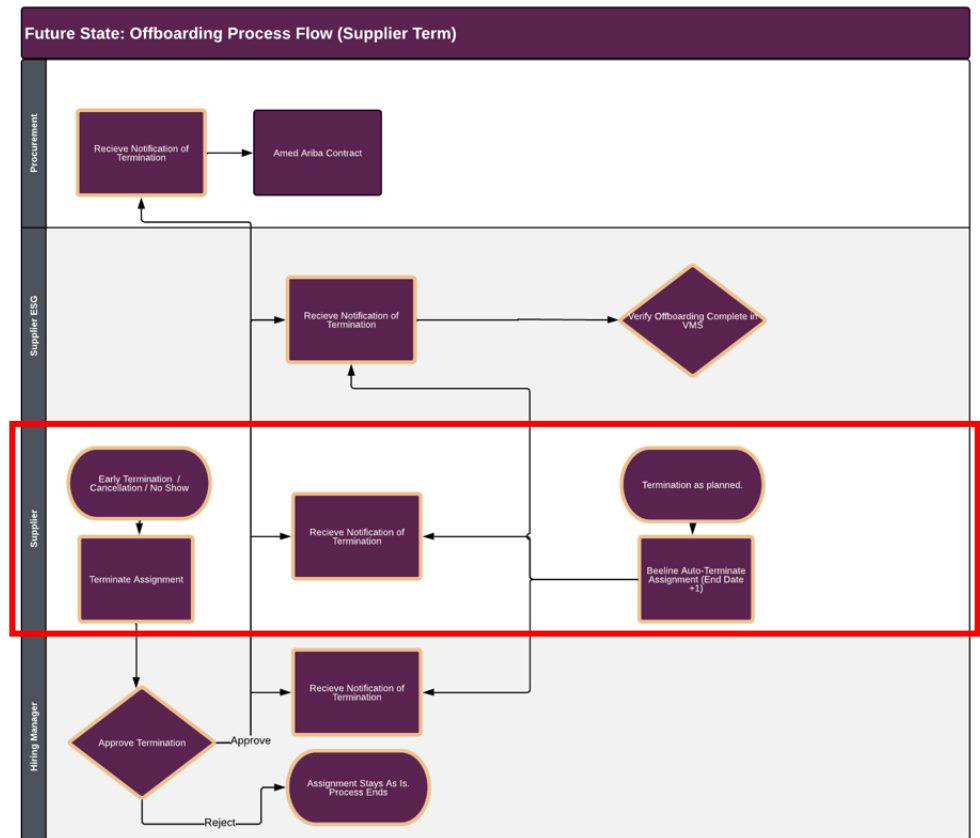 Future State: Offboarding Process Flow (Supplier Term)
Procurement
Recieve Notification of
Termination
Amed Ariba Contract
Supplier ESG
Recieve Notification of
Termination
Verify Offboarding Complete in
VMS
Supplier
Early Termination /
Cancellation / No Show
Termination as planned.
Recieve Notification of
Termination
Terminate Assignment
Beeline Auto-Terminate
Assignment (End Date
+1)
Hiring Manager
Recieve Notification of
Termination
Approve Termination
Approve
Assignment Stays As Is.
Process Ends
Reject